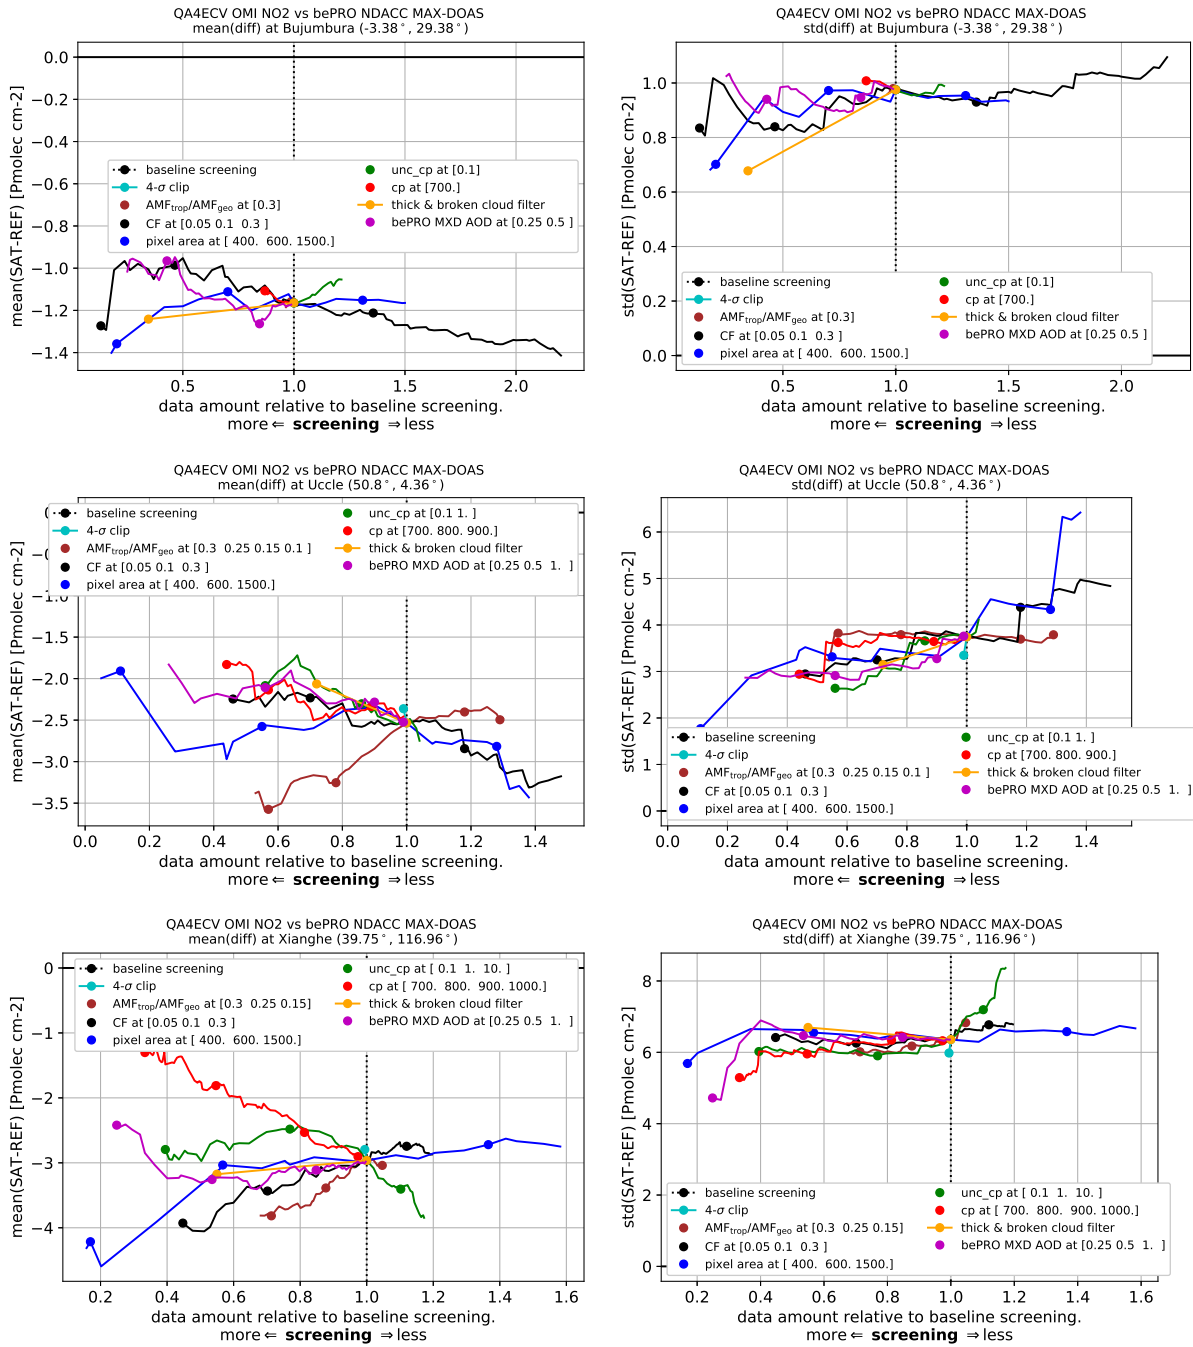 QA4ECV OMI NO2 vs bePRO NDACC MAX-DOAS
mean(diff) at Bujumbura (-3.38°, 29.38°)
0.0
−0.2
−0.4
−0.6
−0.8
−1.0
−1.2
−1.4
mean(SAT-REF) [Pmolec cm-2]
baseline screening
4-σ clip
AMFtrop/AMFgeo at [0.3]
CF at [0.05 0.1  0.3 ]
pixel area at [ 400.  600. 1500.]
unc_cp at [0.1]
cp at [700.]
thick & broken cloud filter
bePRO MXD AOD at [0.25 0.5 ]
0.5 1.0 1.5 2.0
data amount relative to baseline screening.
more⇐ screening ⇒less
QA4ECV OMI NO2 vs bePRO NDACC MAX-DOAS
std(diff) at Bujumbura (-3.38°, 29.38°)
1.0
0.8
0.6
0.4
0.2
0.0
std(SAT-REF) [Pmolec cm-2]
baseline screening
4-σ clip
AMFtrop/AMFgeo at [0.3]
CF at [0.05 0.1  0.3 ]
pixel area at [ 400.  600. 1500.]
unc_cp at [0.1]
cp at [700.]
thick & broken cloud filter
bePRO MXD AOD at [0.25 0.5 ]
0.5 1.0 1.5 2.0
data amount relative to baseline screening.
more⇐ screening ⇒less
QA4ECV OMI NO2 vs bePRO NDACC MAX-DOAS
mean(diff) at Uccle (50.8°, 4.36°)
−1.0
−1.5
−2.0
−2.5
−3.0
−3.5
mean(SAT-REF) [Pmolec cm-2]
baseline screening
4-σ clip
AMFtrop/AMFgeo at [0.3  0.25 0.15 0.1 ]
CF at [0.05 0.1  0.3 ]
pixel area at [ 400.  600. 1500.]
unc_cp at [0.1 1. ]
cp at [700. 800. 900.]
thick & broken cloud filter
bePRO MXD AOD at [0.25 0.5  1.  ]
0.0 0.2 0.4 0.6 0.8 1.0 1.2 1.4
data amount relative to baseline screening.
more⇐ screening ⇒less
QA4ECV OMI NO2 vs bePRO NDACC MAX-DOAS
std(diff) at Uccle (50.8°, 4.36°)
6
5
4
3
2
1
0
std(SAT-REF) [Pmolec cm-2]
baseline screening
4-σ clip
AMFtrop/AMFgeo at [0.3  0.25 0.15 0.1 ]
CF at [0.05 0.1  0.3 ]
pixel area at [ 400.  600. 1500.]
unc_cp at [0.1 1. ]
cp at [700. 800. 900.]
thick & broken cloud filter
bePRO MXD AOD at [0.25 0.5  1.  ]
0.0 0.2 0.4 0.6 0.8 1.0 1.2 1.4
data amount relative to baseline screening.
more⇐ screening ⇒less
QA4ECV OMI NO2 vs bePRO NDACC MAX-DOAS
mean(diff) at Xianghe (39.75°, 116.96°)
0
−1
−3
−4
mean(SAT-REF) [Pmolec cm-2]
baseline screening
4-σ clip
AMFtrop/AMFgeo at [0.3  0.25 0.15]
CF at [0.05 0.1  0.3 ]
pixel area at [ 400.  600. 1500.]
unc_cp at [ 0.1  1.  10. ]
cp at [ 700.  800.  900. 1000.]
thick & broken cloud filter
bePRO MXD AOD at [0.25 0.5  1.  ]
−2
0.2 0.4 0.6 0.8 1.0 1.2 1.4 1.6
data amount relative to baseline screening.
more⇐ screening ⇒less
QA4ECV OMI NO2 vs bePRO NDACC MAX-DOAS
std(diff) at Xianghe (39.75°, 116.96°)
8
6
4
2
0
std(SAT-REF) [Pmolec cm-2]
baseline screening
4-σ clip
AMFtrop/AMFgeo at [0.3  0.25 0.15]
CF at [0.05 0.1  0.3 ]
pixel area at [ 400.  600. 1500.]
unc_cp at [ 0.1  1.  10. ]
cp at [ 700.  800.  900. 1000.]
thick & broken cloud filter
bePRO MXD AOD at [0.25 0.5  1.  ]
0.2 0.4 0.6 0.8 1.0 1.2 1.4 1.6
data amount relative to baseline screening.
more⇐ screening ⇒less